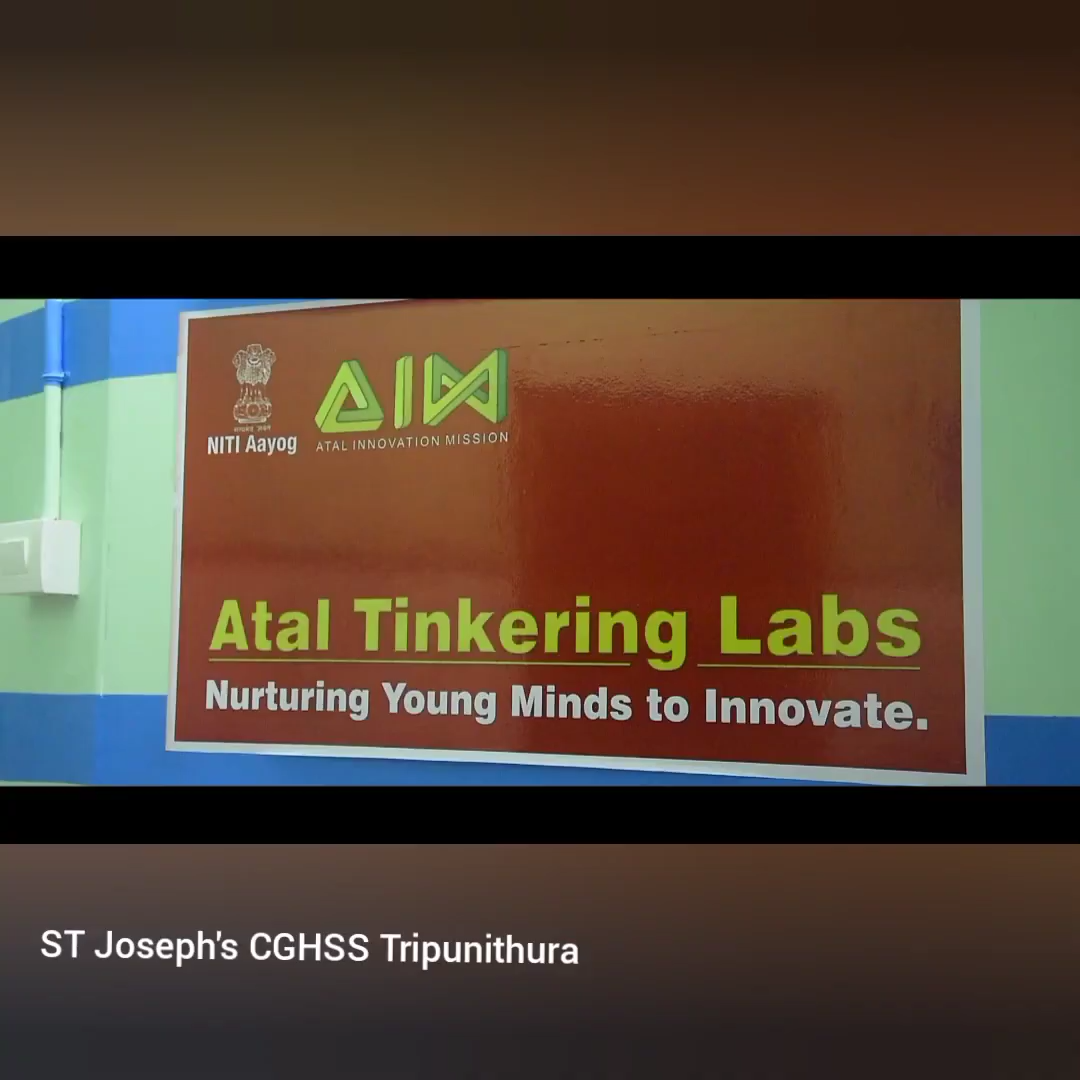 AIM
NITI Aayog
ATAL INNOVATION MISSION
Atal Tinkering Labs
Nurturing Young Minds to Innovate.
ST Joseph's CGHSS Tripunithura